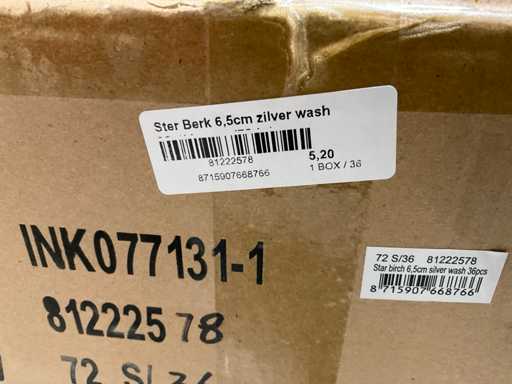 Ster Berk 6,5cm zilver wash
81222578
5,20
8715907668766
1 BOX / 36
INK077131-1
81222578
72 S/36 81222578
Star birch 6,5cm silver wash 36pcs
8 715907 668766